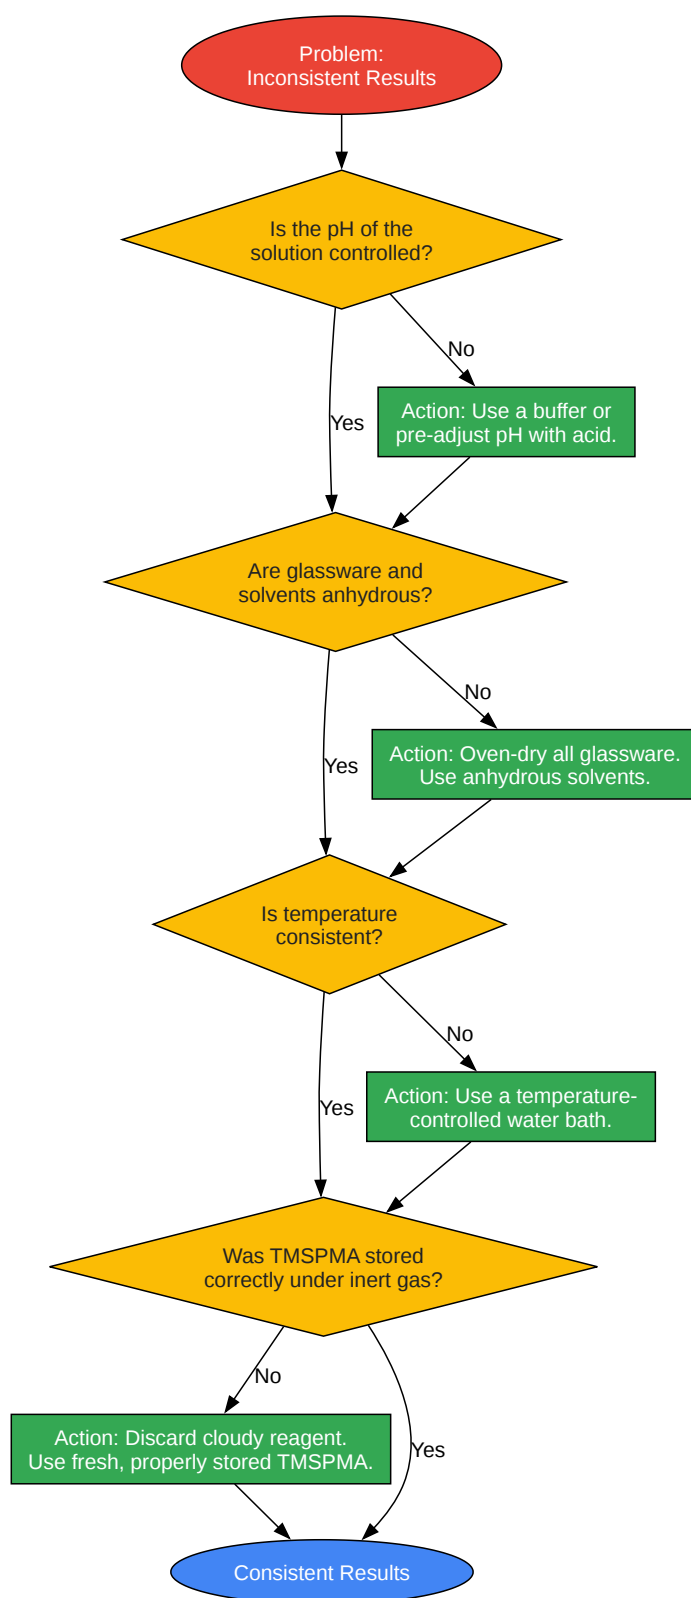 Problem:
Inconsistent Results
Is the pH of the
solution controlled?
No
Yes
Action: Use a buffer or
pre-adjust pH with acid.
Are glassware and
solvents anhydrous?
No
Yes
Action: Oven-dry all glassware.
Use anhydrous solvents.
Is temperature
consistent?
No
Yes
Action: Use a temperature-
controlled water bath.
Was TMSPMA stored
correctly under inert gas?
No
Yes
Action: Discard cloudy reagent.
Use fresh, properly stored TMSPMA.
Consistent Results